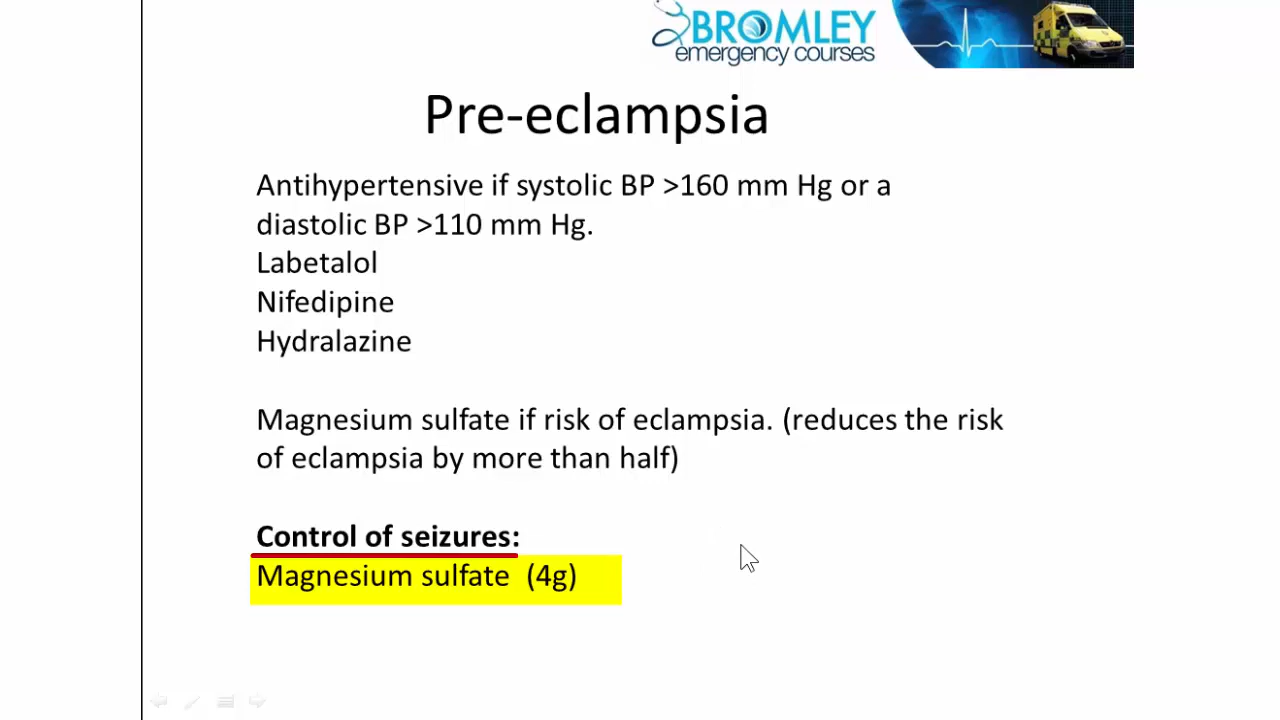 BROMLEY
emergency courses
Pre-eclampsia
Antihypertensive if systolic BP >160 mm Hg or a
diastolic BP >110 mm Hg.
Labetalol
Nifedipine
Hydralazine
Magnesium sulfate if risk of eclampsia. (reduces the risk
of eclampsia by more than half)
Control of seizures:
Magnesium sulfate  (4g)